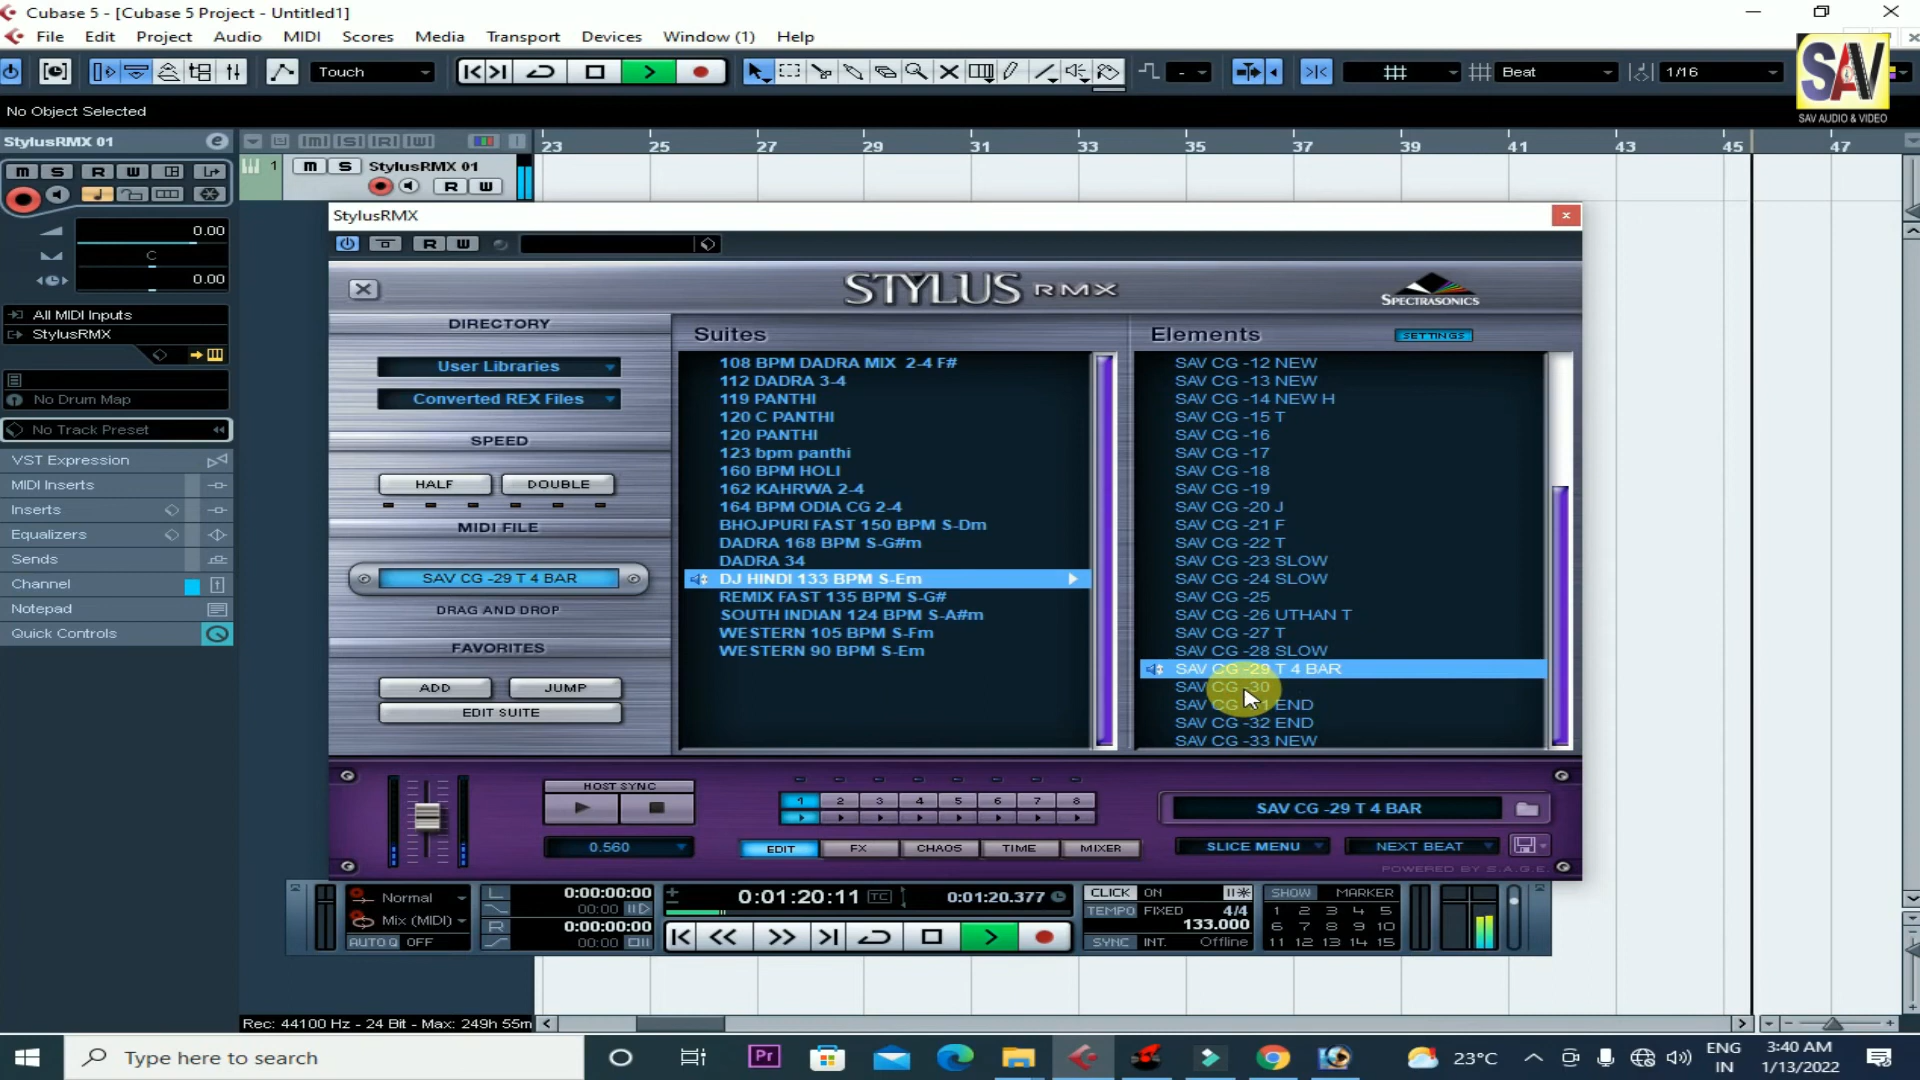 Cubase 5 - [Cubase 5 Project - Untitled1]
File Edit Project Audio MIDI Scores Media Transport Devices Window (1) Help
Touch
Beat
1/16
SAV
SAV AUDIO & VIDEO
No Object Selected
StylusRMX 01
23 25 27 29 31 33 35 37 39 41 43 45 47
1 M S StylusRMX 01
R W
M S R W
0.00
C
0.00
All MIDI Inputs
StylusRMX
No Drum Map
No Track Preset
VST Expression
MIDI Inserts
Inserts
Equalizers
Sends
Channel
Notepad
Quick Controls
StylusRMX
R W
STYLUS RMX
SPECTRASONICS
DIRECTORY
User Libraries
Converted REX Files
SPEED
HALF DOUBLE
MIDI FILE
SAV CG -29 T 4 BAR
DRAG AND DROP
FAVORITES
ADD JUMP
EDIT SUITE
Suites
108 BPM DADRA MIX 2-4 F#
112 DADRA 3-4
119 PANTHI
120 C PANTHI
120 PANTHI
123 bpm panthi
160 BPM HOLI
162 KAHRWA 2-4
164 BPM ODIA CG 2-4
BHOJPURI FAST 150 BPM S-Dm
DADRA 168 BPM S-G#m
DADRA 34
DJ HINDI 133 BPM S-Em
REMIX FAST 135 BPM S-G#
SOUTH INDIAN 124 BPM S-A#m
WESTERN 105 BPM S-Fm
WESTERN 90 BPM S-Em
Elements
SETTINGS
SAV CG -12 NEW
SAV CG -13 NEW
SAV CG -14 NEW H
SAV CG -15 T
SAV CG -16
SAV CG -17
SAV CG -18
SAV CG -19
SAV CG -20 J
SAV CG -21 F
SAV CG -22 T
SAV CG -23 SLOW
SAV CG -24 SLOW
SAV CG -25
SAV CG -26 UTHAN T
SAV CG -27 T
SAV CG -28 SLOW
SAV CG -29 T 4 BAR
SAV CG -30
SAV CG -31 END
SAV CG -32 END
SAV CG -33 NEW
HOST SYNC
0.560
1 2 3 4 5 6 7 8
EDIT FX CHAOS TIME MIXER
SAV CG -29 T 4 BAR
SLICE MENU NEXT BEAT
POWERED BY S.A.G.E.
Normal
Mix (MIDI)
AUTO Q OFF
L 0:00:00:00
00:00
R 0:00:00:00
00:00
0:01:20:11 TC 0:01:20.377
CLICK ON
TEMPO FIXED 4/4
133.000
SYNC INT. Offline
SHOW MARKER
1 2 3 4 5
6 7 8 9 10
11 12 13 14 15
Rec: 44100 Hz - 24 Bit - Max: 249h 55m
Type here to search
Pr
23°C
ENG
IN
3:40 AM
1/13/2022